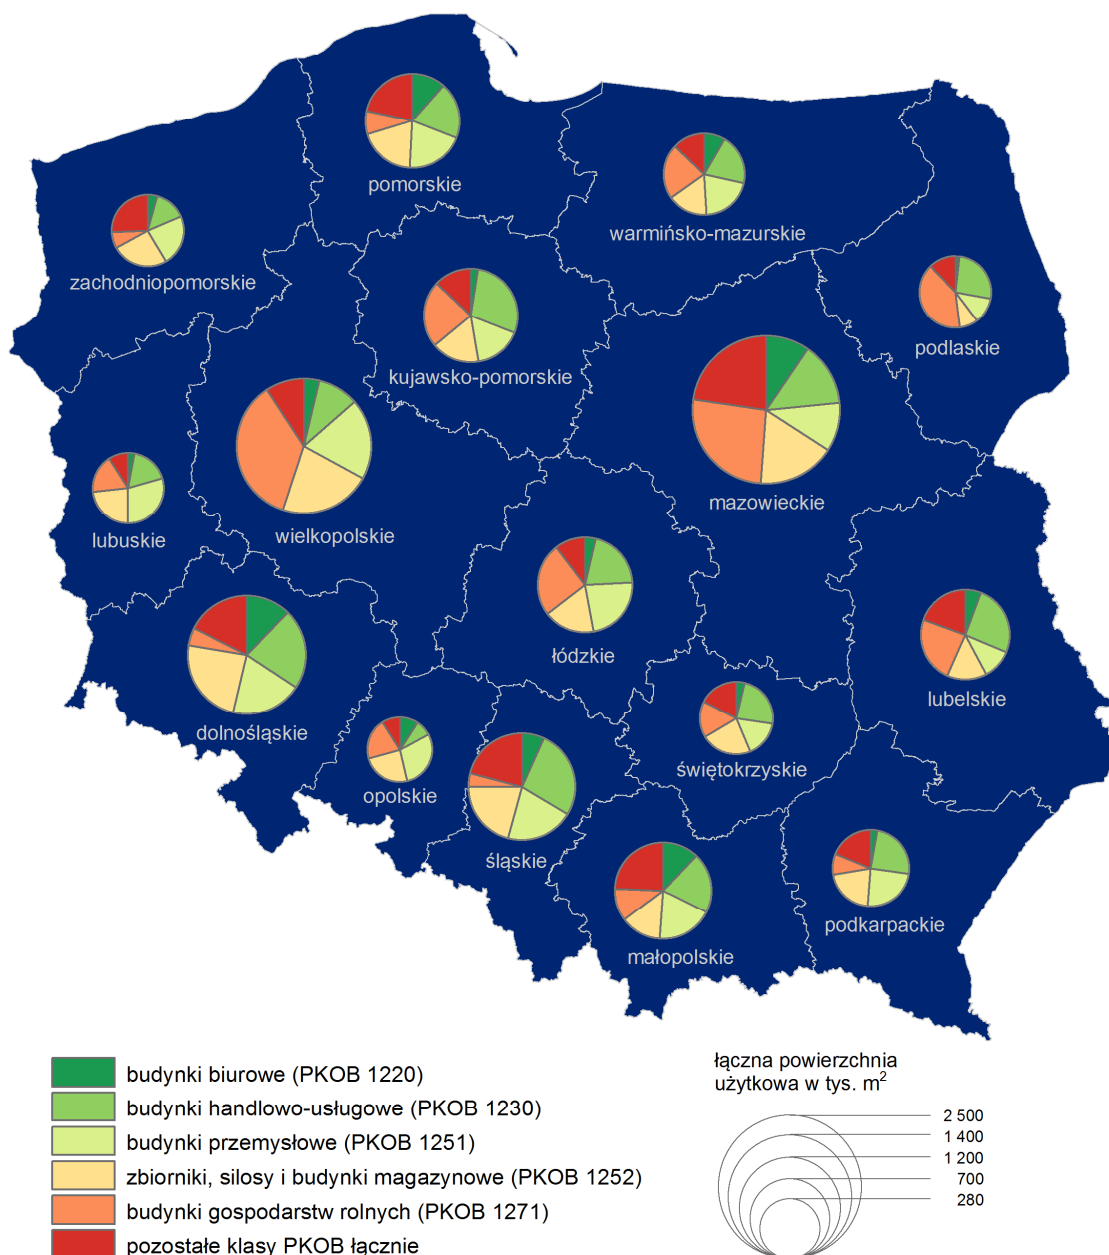 pomorskie
warmińsko-mazurskie
zachodniopomorskie
podlaskie
kujawsko-pomorskie
mazowieckie
wielkopolskie
lubuskie
łódzkie
lubelskie
dolnośląskie
świętokrzyskie
opolskie
śląskie
podkarpackie
małopolskie
budynki biurowe (PKOB 1220)
budynki handlowo-usługowe (PKOB 1230)
budynki przemysłowe (PKOB 1251)
zbiorniki, silosy i budynki magazynowe (PKOB 1252)
budynki gospodarstw rolnych (PKOB 1271)
pozostałe klasy PKOB łącznie
łączna powierzchnia
użytkowa w tys. m²
2 500
1 400
1 200
700
280